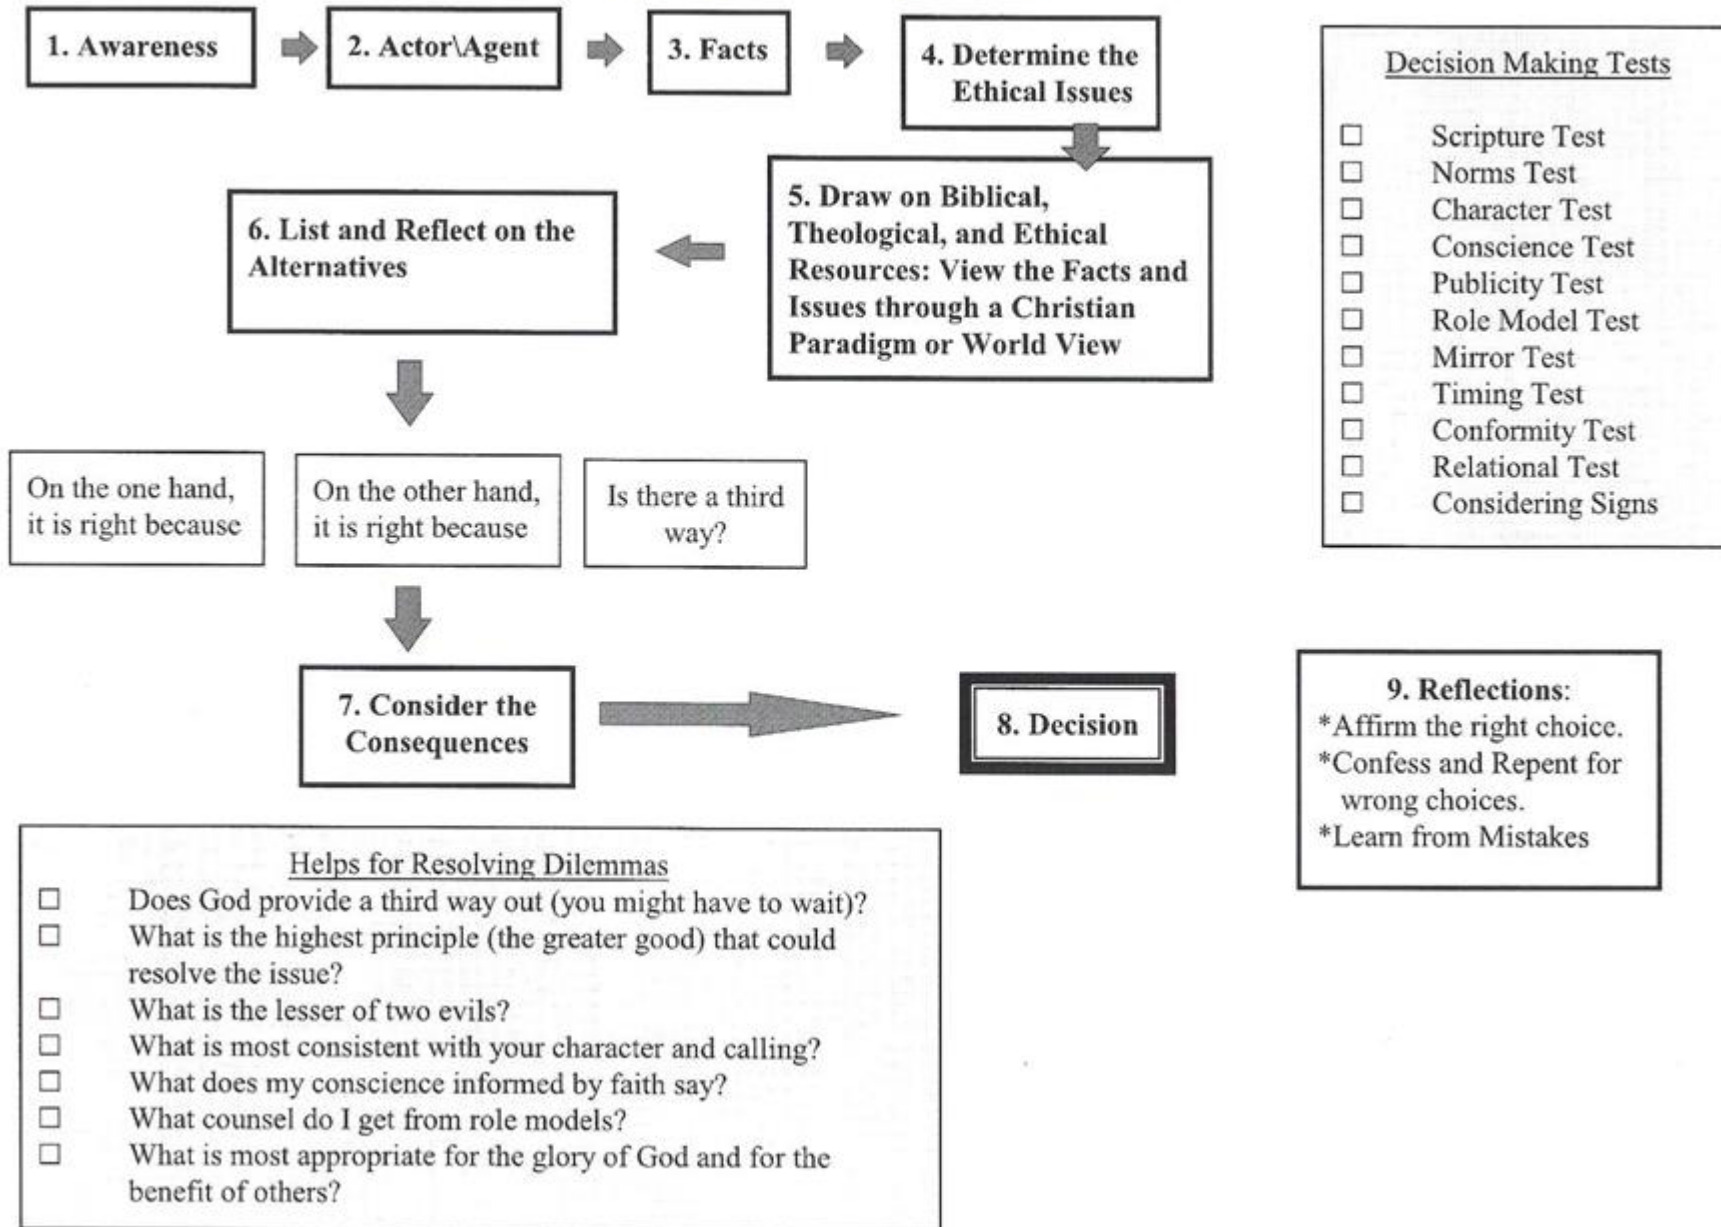 1. Awareness
2. Actor\Agent
3. Facts
4. Determine the
Ethical Issues
5. Draw on Biblical,
Theological, and Ethical
Resources: View the Facts and
Issues through a Christian
Paradigm or World View
6. List and Reflect on the
Alternatives
On the one hand,
it is right because
On the other hand,
it is right because
Is there a third
way?
7. Consider the
Consequences
8. Decision
9. Reflections:
*Affirm the right choice.
*Confess and Repent for
wrong choices.
*Learn from Mistakes
Decision Making Tests
☐ Scripture Test
☐ Norms Test
☐ Character Test
☐ Conscience Test
☐ Publicity Test
☐ Role Model Test
☐ Mirror Test
☐ Timing Test
☐ Conformity Test
☐ Relational Test
☐ Considering Signs
Helps for Resolving Dilemmas
☐ Does God provide a third way out (you might have to wait)?
☐ What is the highest principle (the greater good) that could
resolve the issue?
☐ What is the lesser of two evils?
☐ What is most consistent with your character and calling?
☐ What does my conscience informed by faith say?
☐ What counsel do I get from role models?
☐ What is most appropriate for the glory of God and for the
benefit of others?